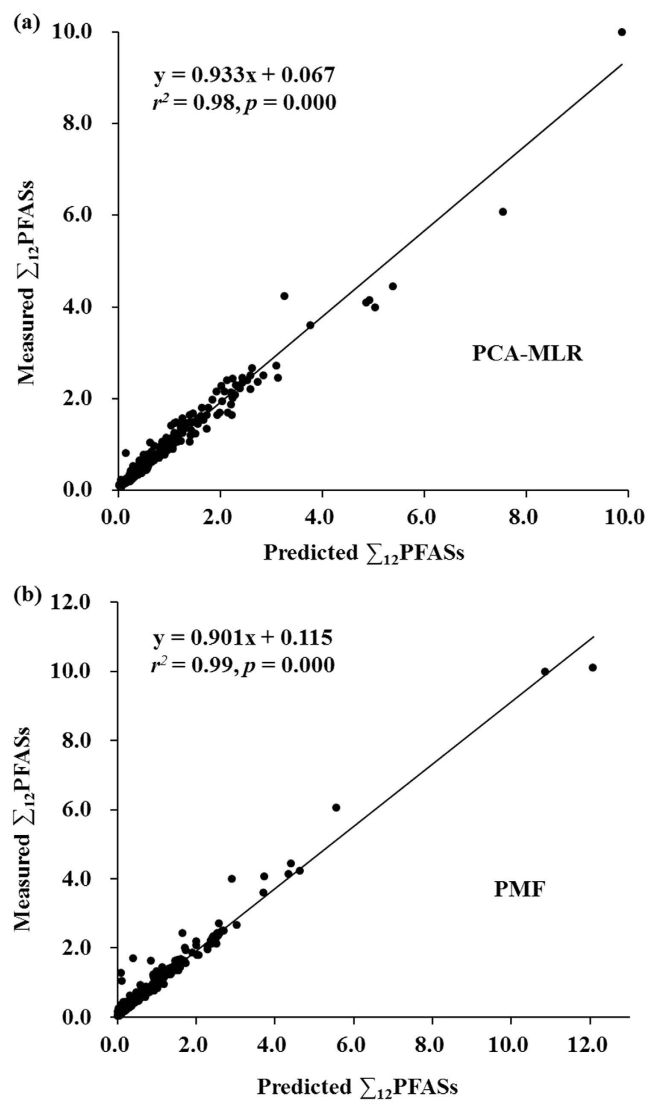 (a)
10.0
y = 0.933x + 0.067
r² = 0.98, p = 0.000
8.0
6.0
Measured ∑₁₂PFASs
4.0
PCA-MLR
2.0
0.0
0.0 2.0 4.0 6.0 8.0 10.0
Predicted ∑₁₂PFASs
(b)
12.0
y = 0.901x + 0.115
r² = 0.99, p = 0.000
10.0
8.0
Measured ∑₁₂PFASs
6.0
4.0
PMF
2.0
0.0
0.0 2.0 4.0 6.0 8.0 10.0 12.0
Predicted ∑₁₂PFASs